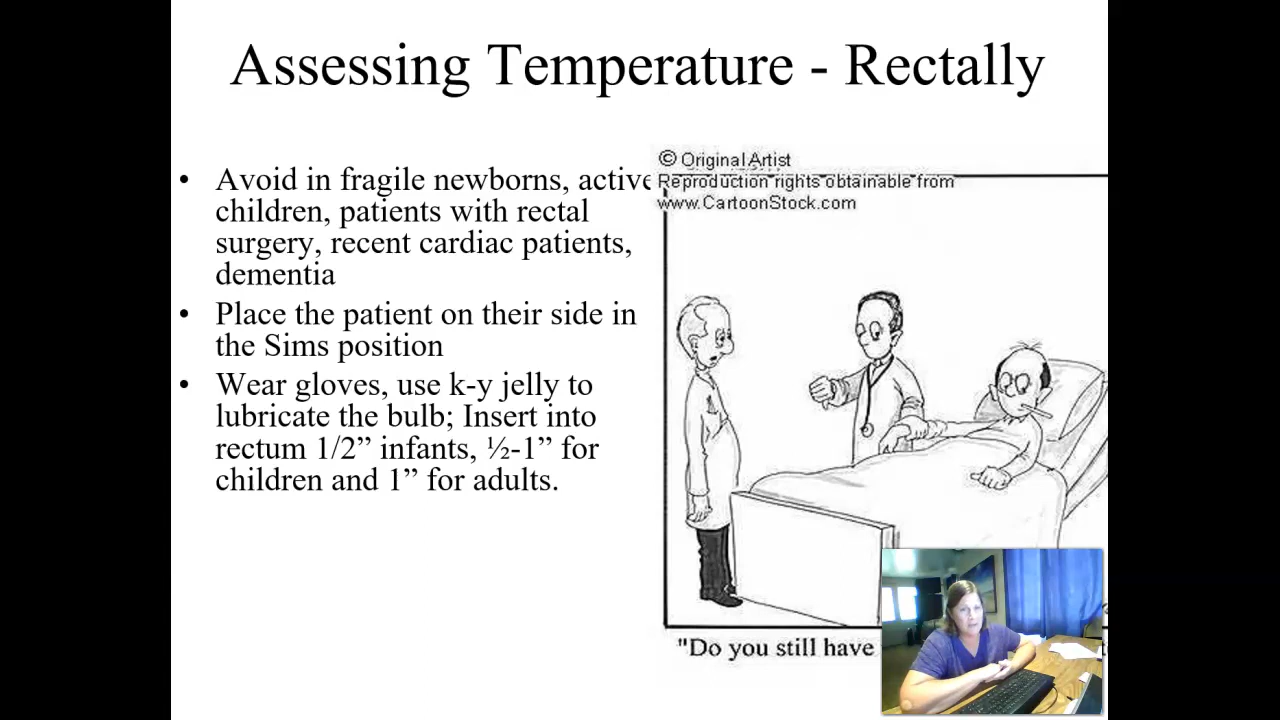 Assessing Temperature - Rectally
• Avoid in fragile newborns, active
children, patients with rectal
surgery, recent cardiac patients,
dementia
• Place the patient on their side in
the Sims position
• Wear gloves, use k-y jelly to
lubricate the bulb; Insert into
rectum 1/2” infants, ½-1” for
children and 1” for adults.
© Original Artist
Reproduction rights obtainable from
www.CartoonStock.com
"Do you still have